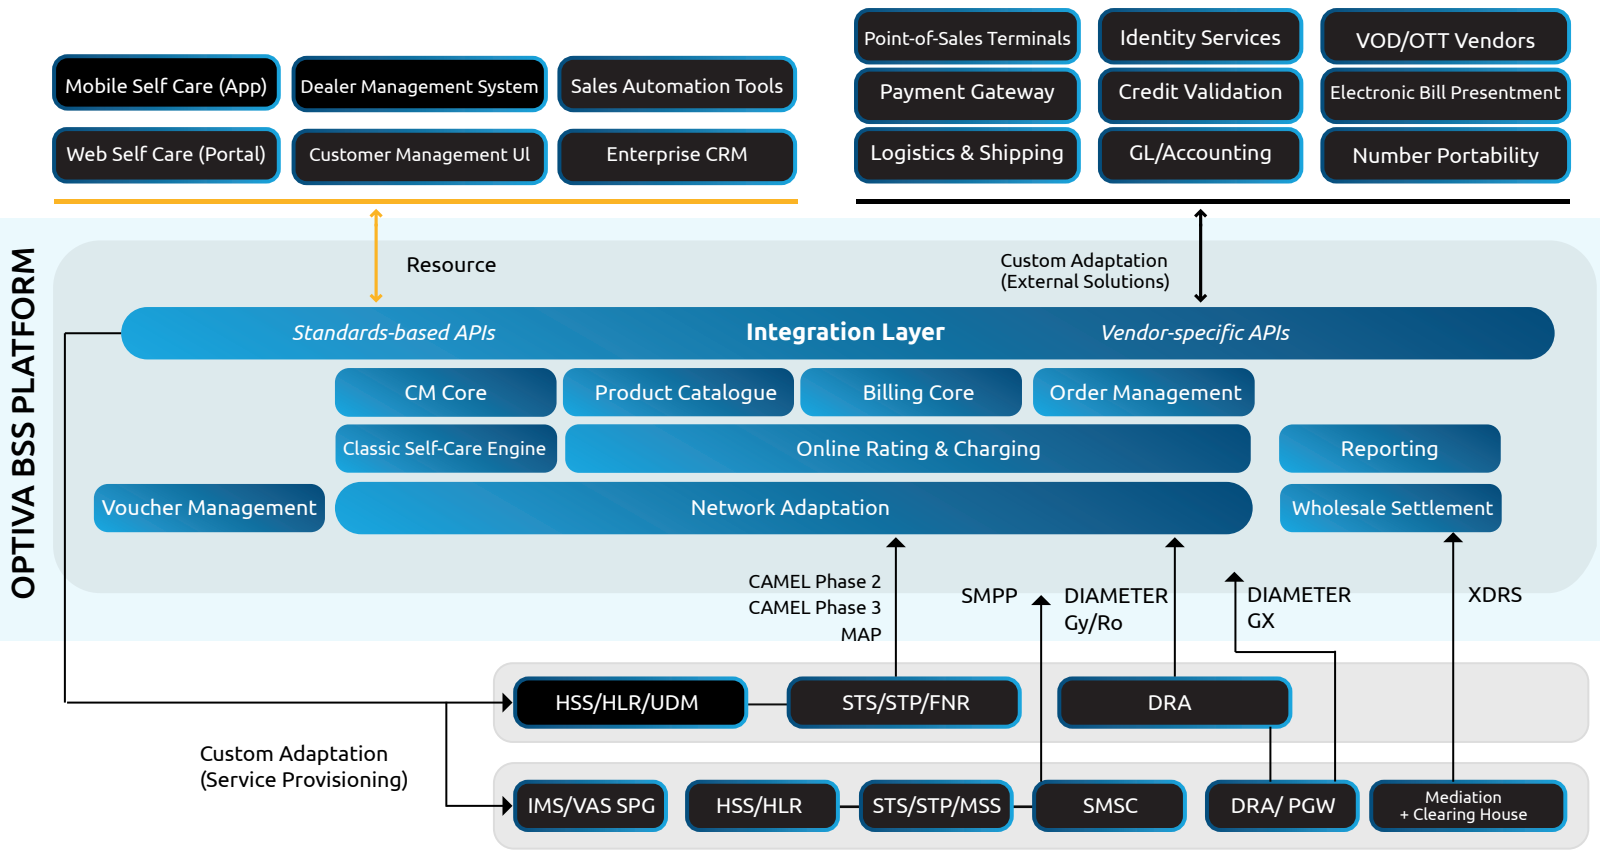 Point-of-Sales Terminals
Identity Services
VOD/OTT Vendors
Mobile Self Care (App)
Dealer Management System
Sales Automation Tools
Payment Gateway
Credit Validation
Electronic Bill Presentment
Web Self Care (Portal)
Customer Management UI
Enterprise CRM
Logistics & Shipping
GL/Accounting
Number Portability
OPTIVA BSS PLATFORM
Resource
Custom Adaptation
(External Solutions)
Standards-based APIs
Integration Layer
Vendor-specific APIs
CM Core
Product Catalogue
Billing Core
Order Management
Classic Self-Care Engine
Online Rating & Charging
Reporting
Voucher Management
Network Adaptation
Wholesale Settlement
CAMEL Phase 2
CAMEL Phase 3
MAP
SMPP
DIAMETER
Gy/Ro
DIAMETER
GX
XDRS
HSS/HLR/UDM
STS/STP/FNR
DRA
Custom Adaptation
(Service Provisioning)
IMS/VAS SPG
HSS/HLR
STS/STP/MSS
SMSC
DRA/ PGW
Mediation
+ Clearing House